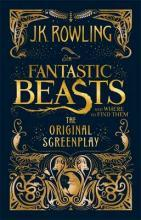 J.K. ROWLING
FANTASTIC
BEASTS
AND WHERE TO FIND THEM
THE
ORIGINAL
SCREENPLAY